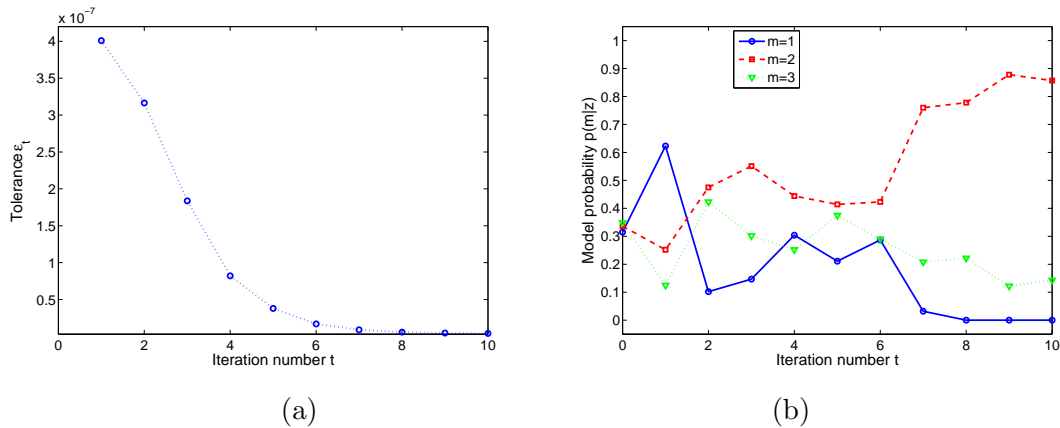 x 10⁻⁷
4
3.5
3
2.5
2
1.5
1
0.5
0 2 4 6 8 10
Tolerance εt
Iteration number t
(a)
m=1
m=2
m=3
1
0.9
0.8
0.7
0.6
0.5
0.4
0.3
0.2
0.1
0
0 2 4 6 8 10
Model probability p(m|z)
Iteration number t
(b)